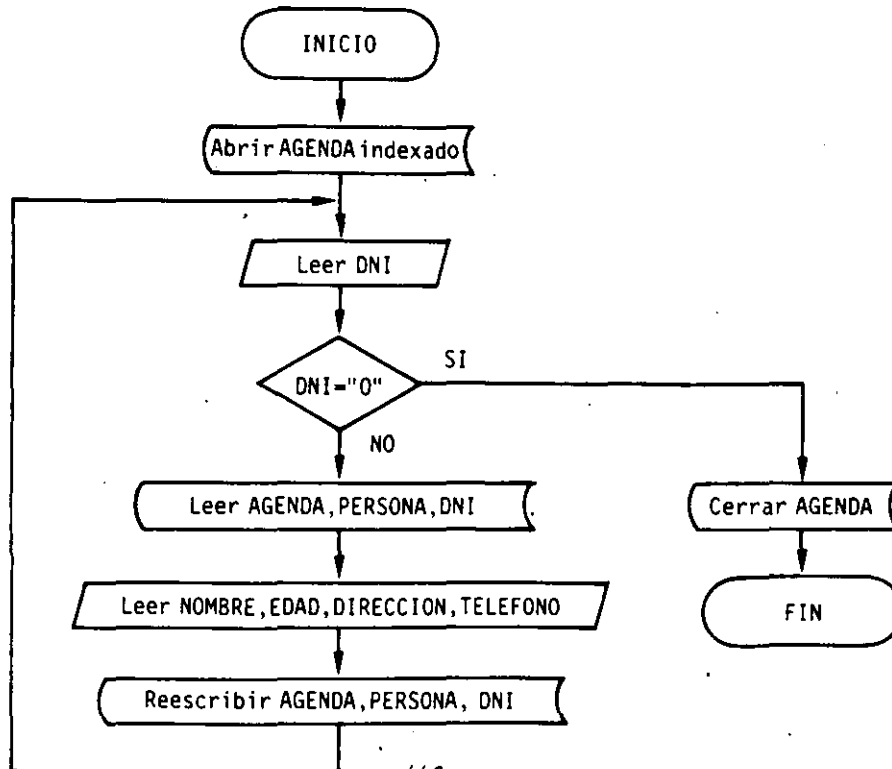 INICIO
Abrir AGENDA indexado
Leer DNI
DNI="0"
SI
NO
Leer AGENDA,PERSONA,DNI
Cerrar AGENDA
Leer NOMBRE,EDAD,DIRECCION,TELEFONO
FIN
Reescribir AGENDA,PERSONA, DNI